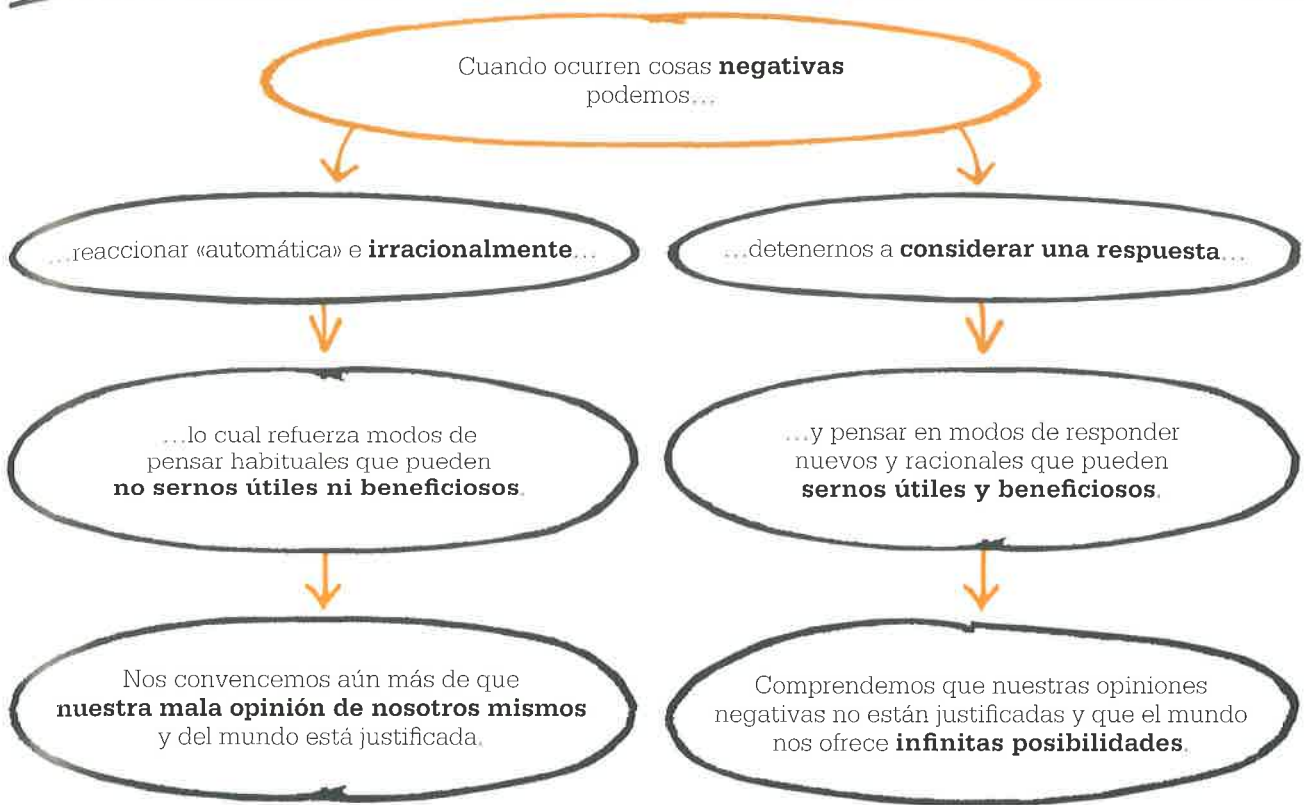 Cuando ocurren cosas negativas
podemos...
...reaccionar «automática» e irracionalmente...
...lo cual refuerza modos de
pensar habituales que pueden
no sernos útiles ni beneficiosos.
Nos convencemos aún más de que
nuestra mala opinión de nosotros mismos
y del mundo está justificada.
...detenernos a considerar una respuesta...
...y pensar en modos de responder
nuevos y racionales que pueden
sernos útiles y beneficiosos.
Comprendemos que nuestras opiniones
negativas no están justificadas y que el mundo
nos ofrece infinitas posibilidades.